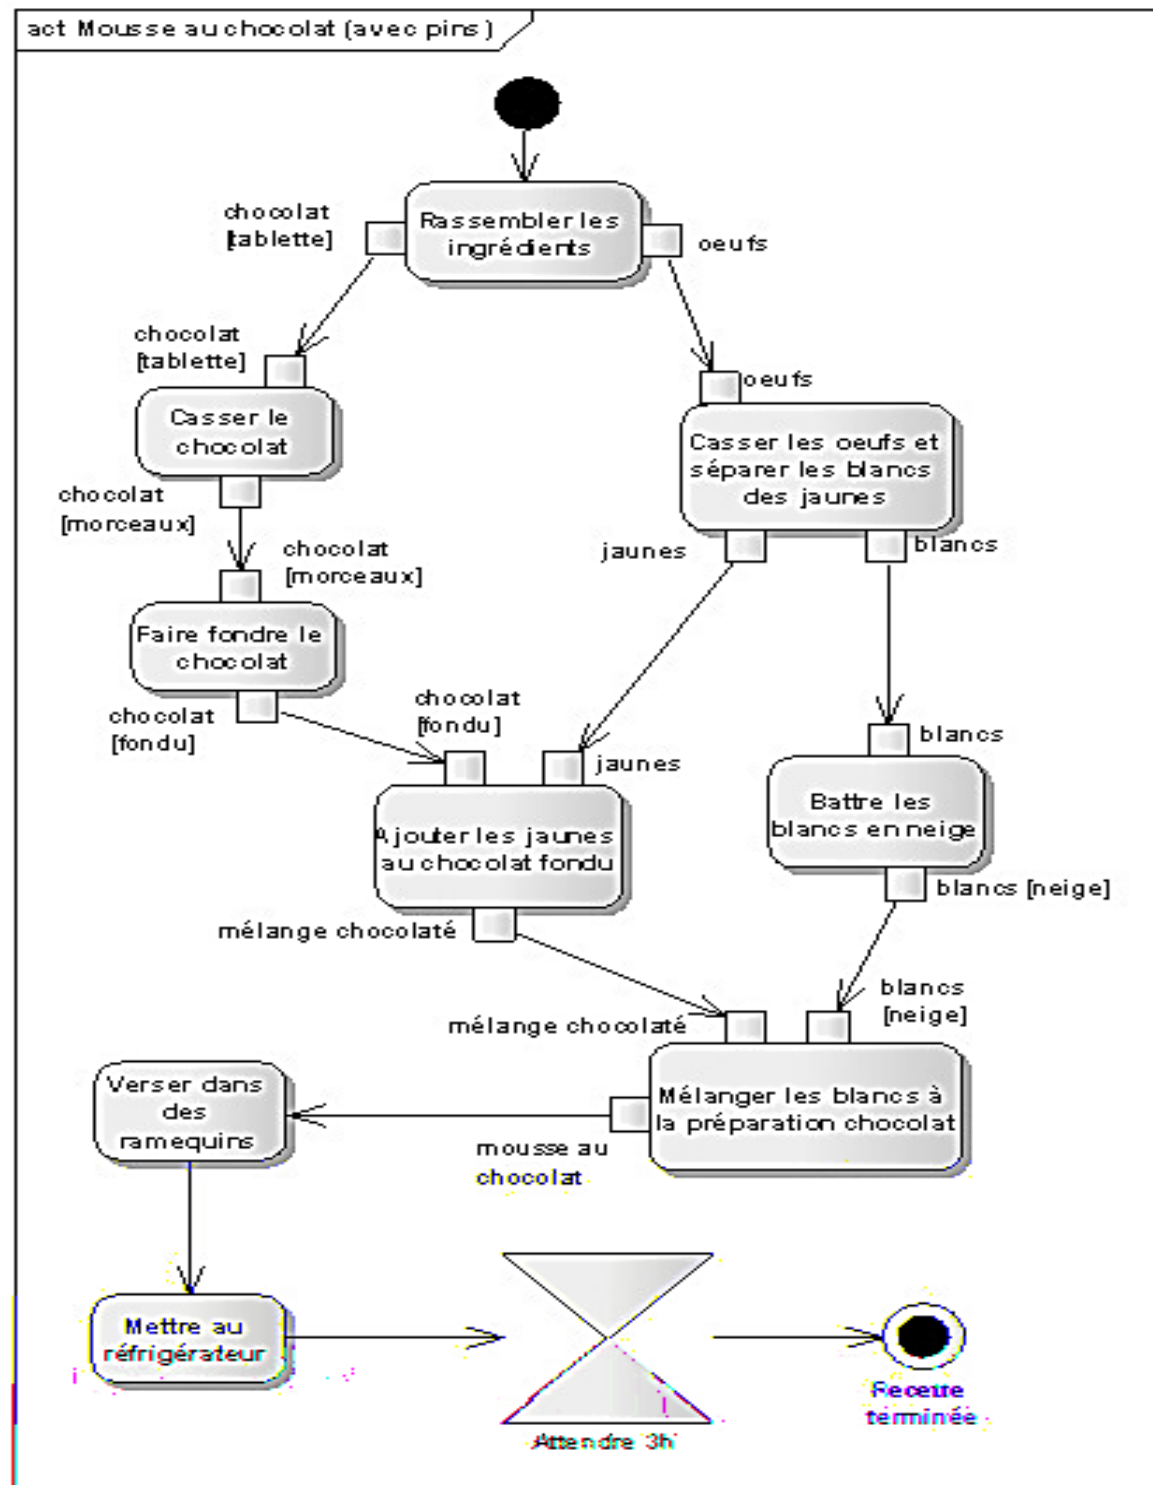 act Mousse au chocolat (avec pins)
chocolat
[tablette]
Rassembler les
ingrédients
oeufs
chocolat
[tablette]
oeufs
Casser le
chocolat
Casser les oeufs et
séparer les blancs
des jaunes
chocolat
[morceaux]
jaunes
blancs
chocolat
[morceaux]
Faire fondre le
chocolat
chocolat
[fondu]
chocolat
[fondu]
jaunes
blancs
Ajouter les jaunes
au chocolat fondu
Battre les
blancs en neige
mélange chocolaté
blancs [neige]
mélange chocolaté
blancs
[neige]
Verser dans
des
ramequins
Mélanger les blancs à
la préparation chocolat
mousse au
chocolat
Mettre au
réfrigérateur
Attendre 3h
Recette
terminée